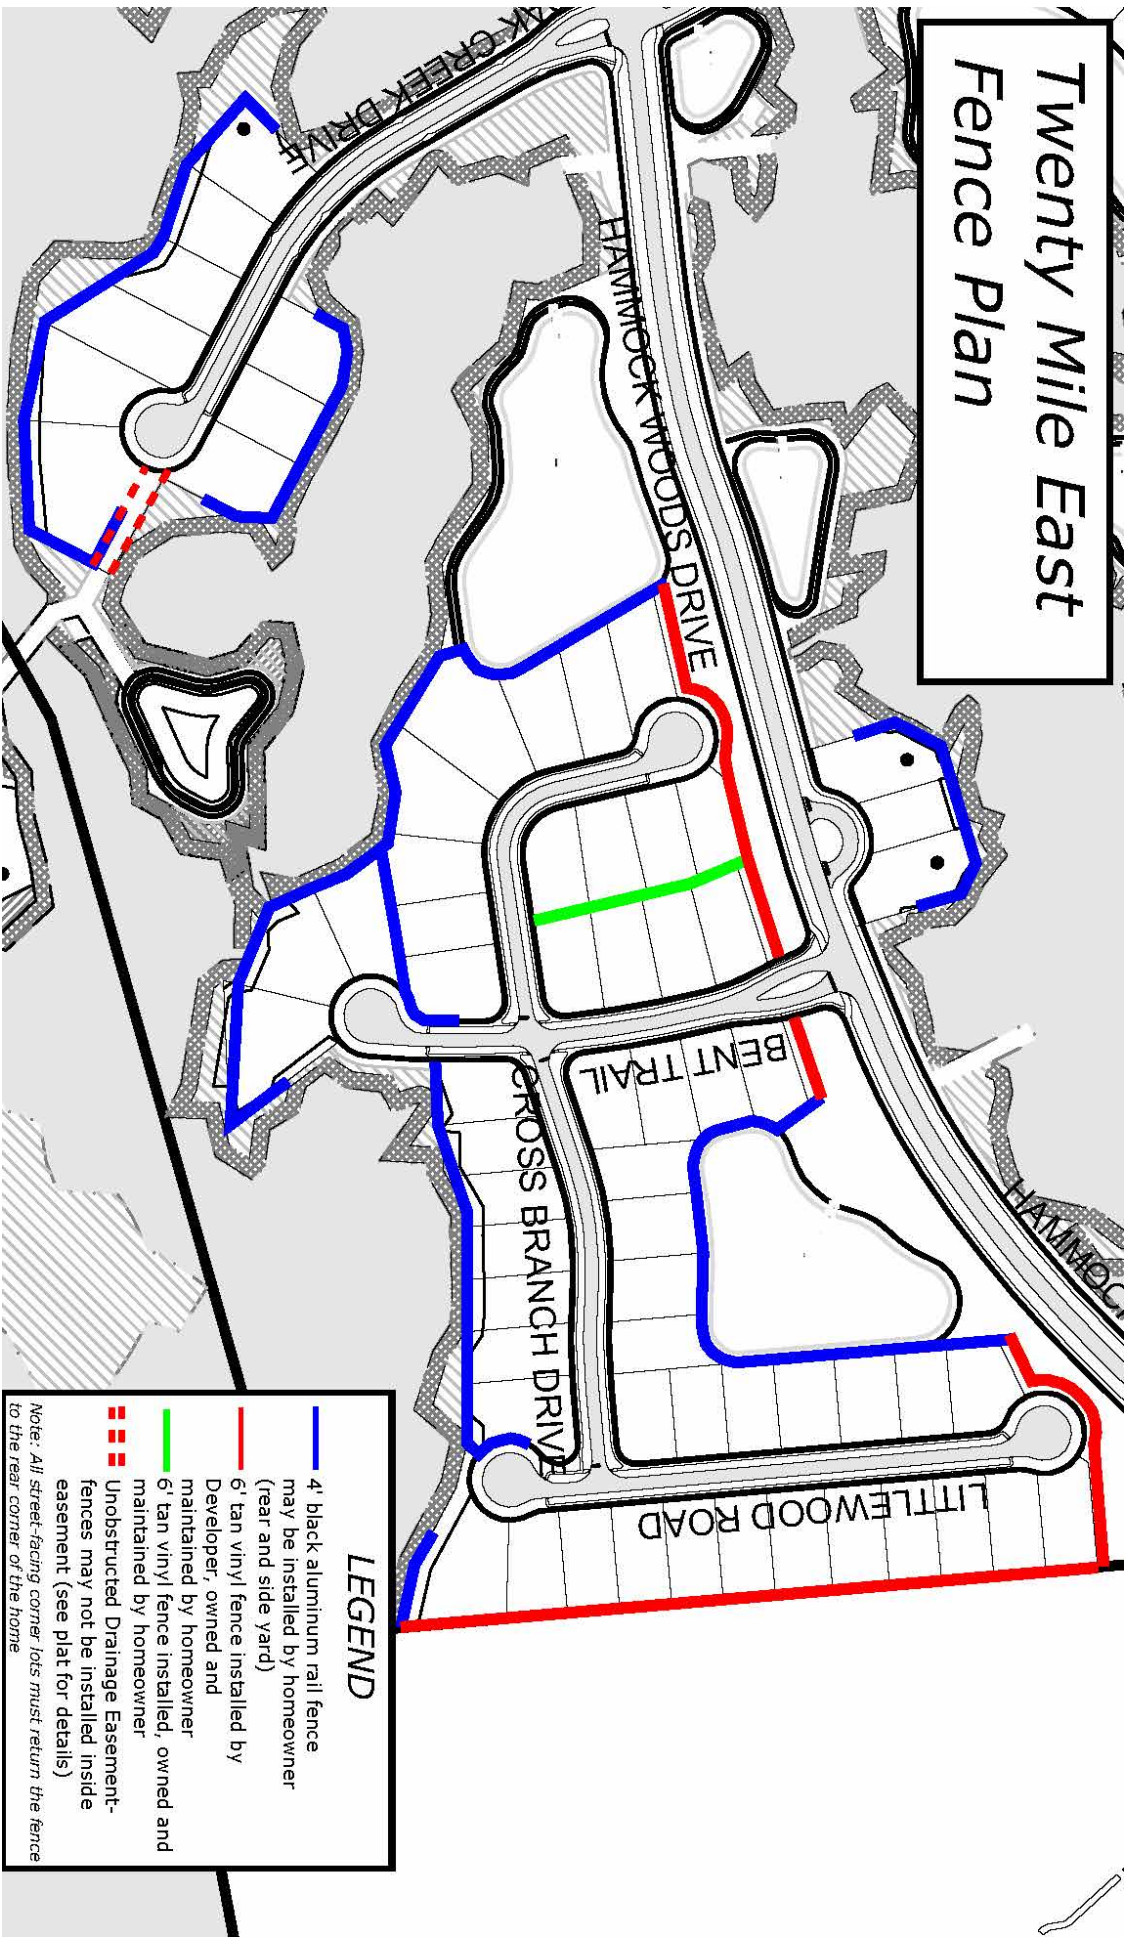 Twenty Mile East
Fence Plan
AK CREEK DRIVE
HAMMOCK WOODS DRIVE
BENT TRAIL
CROSS BRANCH DRIVE
LITTLEWOOD ROAD
HAMMOC
LEGEND
4' black aluminum rail fence
may be installed by homeowner
(rear and side yard)
6' tan vinyl fence installed by
Developer, owned and
maintained by homeowner
6' tan vinyl fence installed, owned and
maintained by homeowner
Unobstructed Drainage Easement-
fences may not be installed inside
easement (see plat for details)
Note: All street-facing corner lots must return the fence
to the rear corner of the home